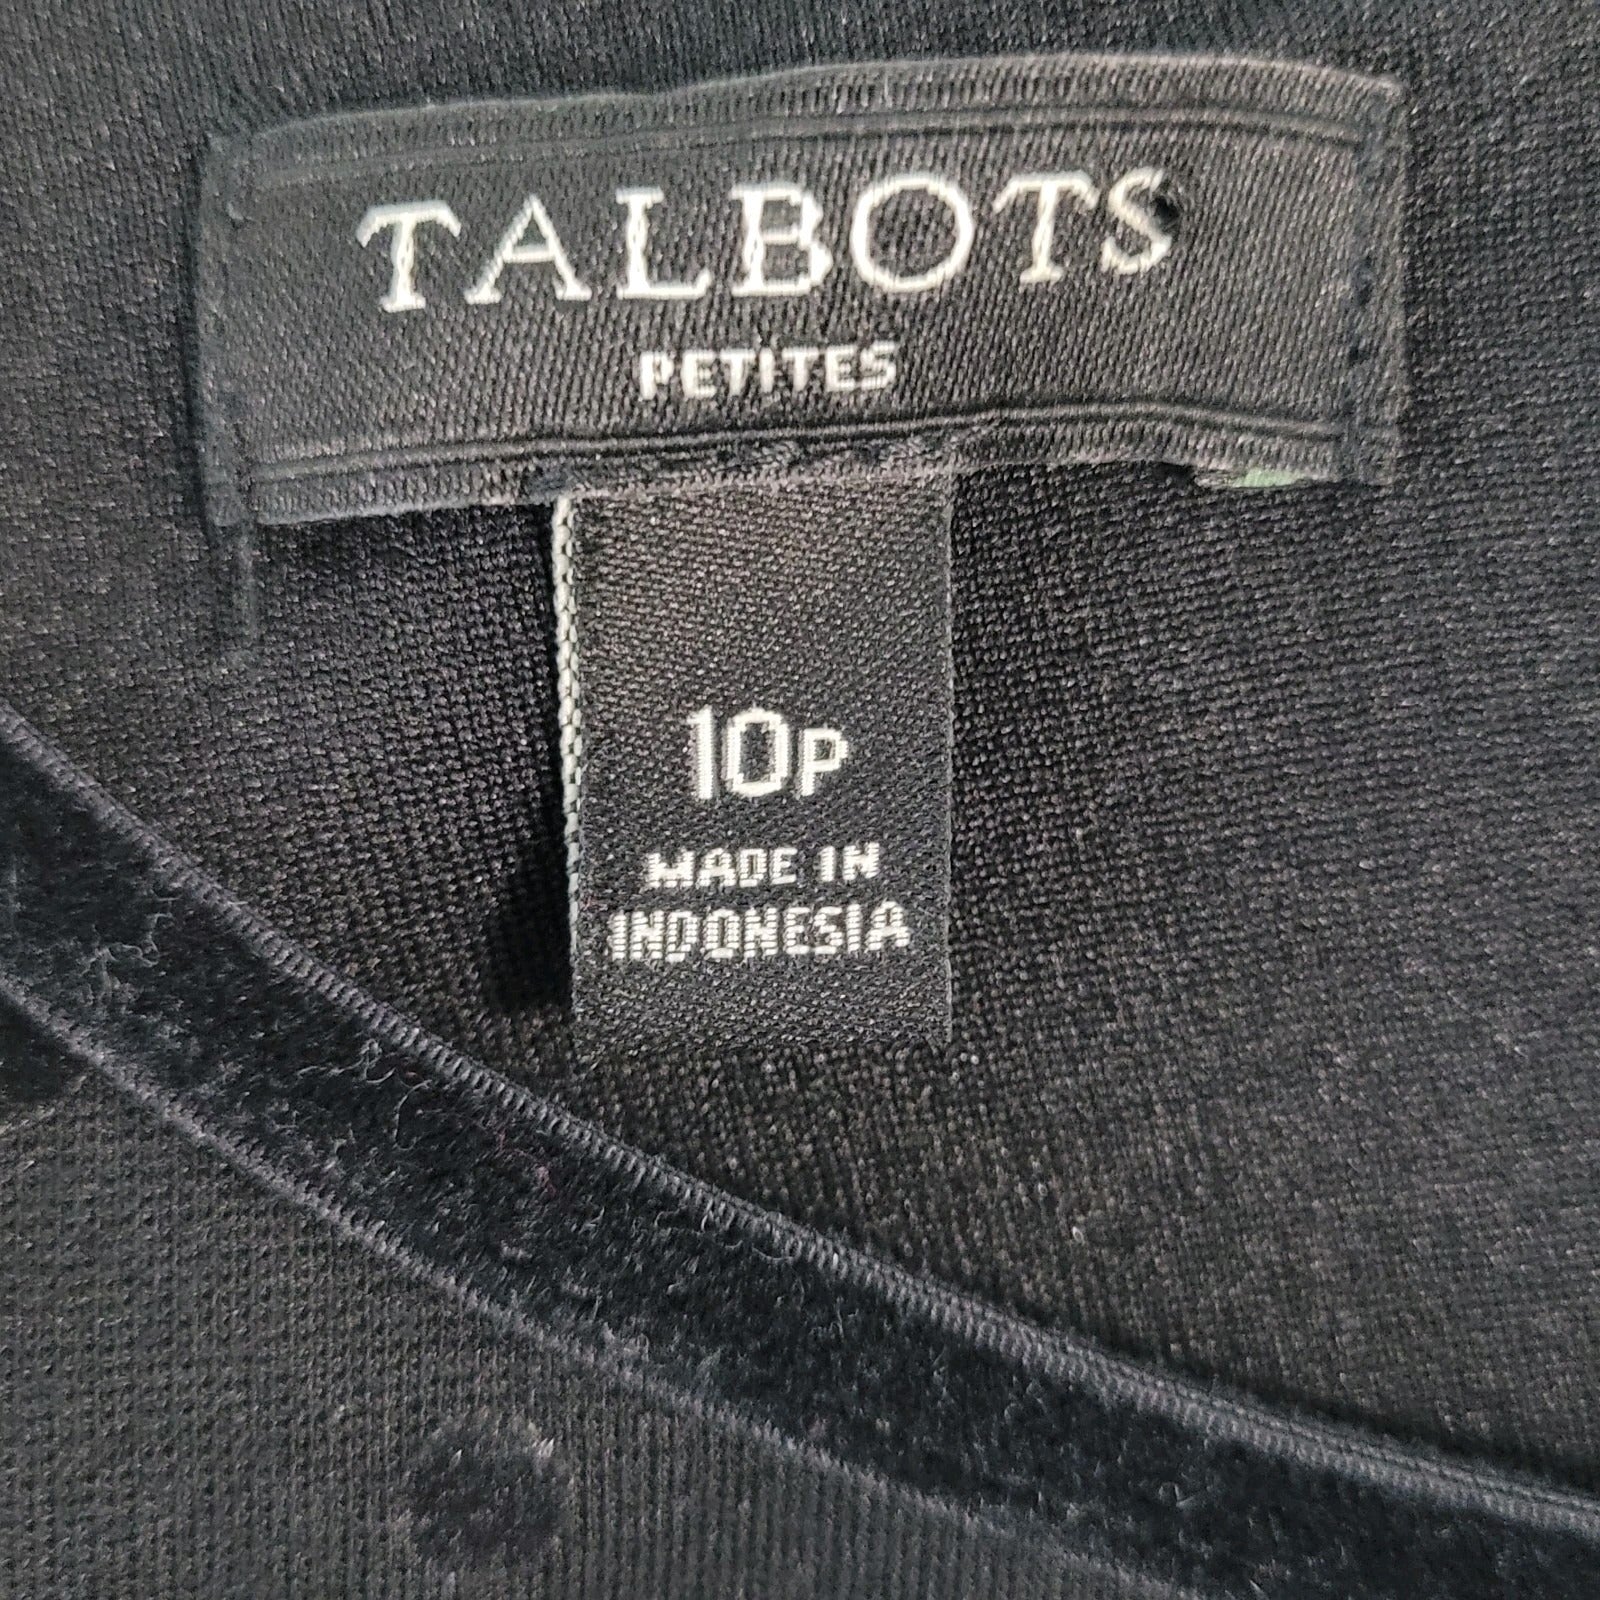 TALBOTS
PETITES
10P
MADE IN
INDONESIA